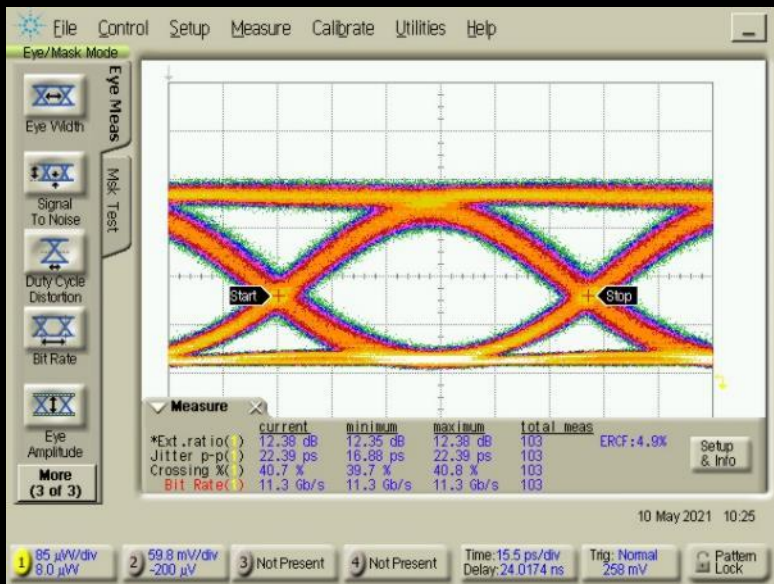 File Control Setup Measure Calibrate Utilities Help
Eye/Mask Mode
Eye Meas
Msk Test
Eye Width
Signal
To Noise
Duty Cycle
Distortion
Bit Rate
Eye
Amplitude
More
(3 of 3)
Start
Stop
Measure
current minimum maximum total meas
*Ext.ratio(1) 12.38 dB 12.35 dB 12.38 dB 103 ERCF:4.9%
Jitter p-p(1) 22.39 ps 16.88 ps 22.39 ps 103
Crossing %(1) 40.7 % 39.7 % 40.8 % 103
Bit Rate(1) 11.3 Gb/s 11.3 Gb/s 11.3 Gb/s 103
Setup
& Info
10 May 2021 10:25
1 85 µW/div
8.0 µW
2 59.8 mV/div
-200 µV
3 Not Present
4 Not Present
Time:15.5 ps/div
Delay:24.0174 ns
Trig: Normal
258 mV
Pattern
Lock